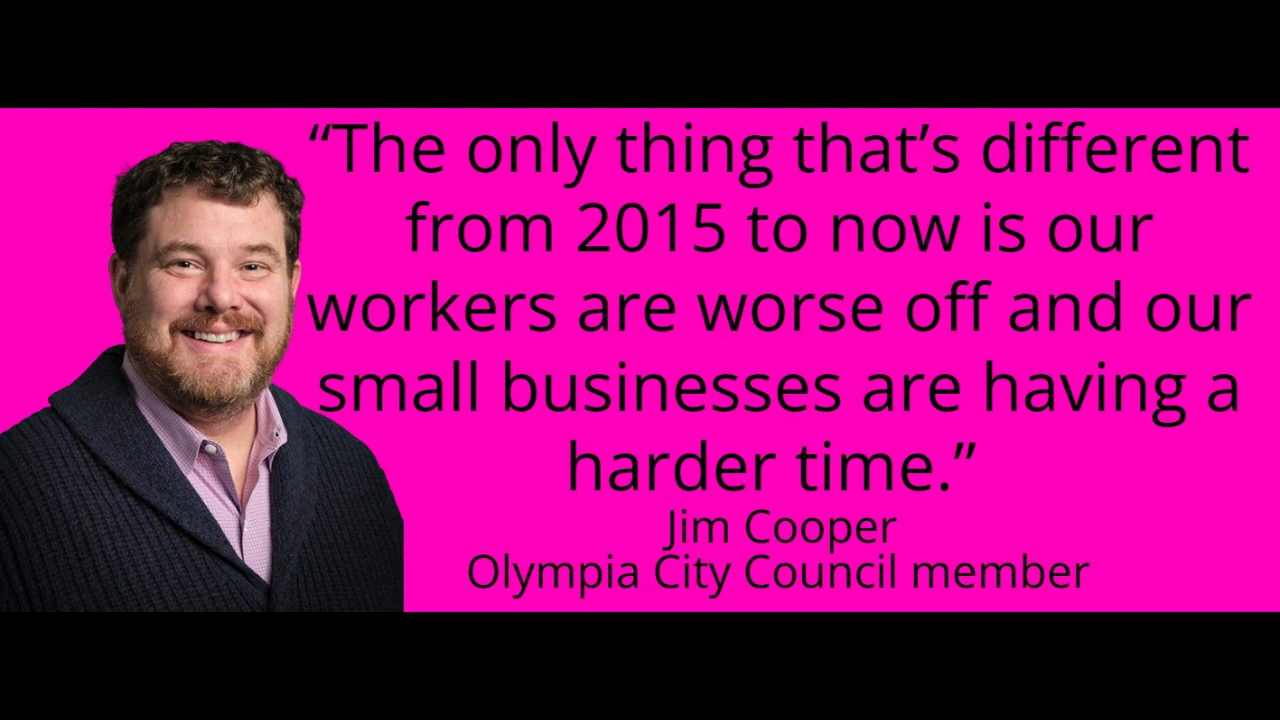 “The only thing that’s different
from 2015 to now is our
workers are worse off and our
small businesses are having a
harder time.”
Jim Cooper
Olympia City Council member